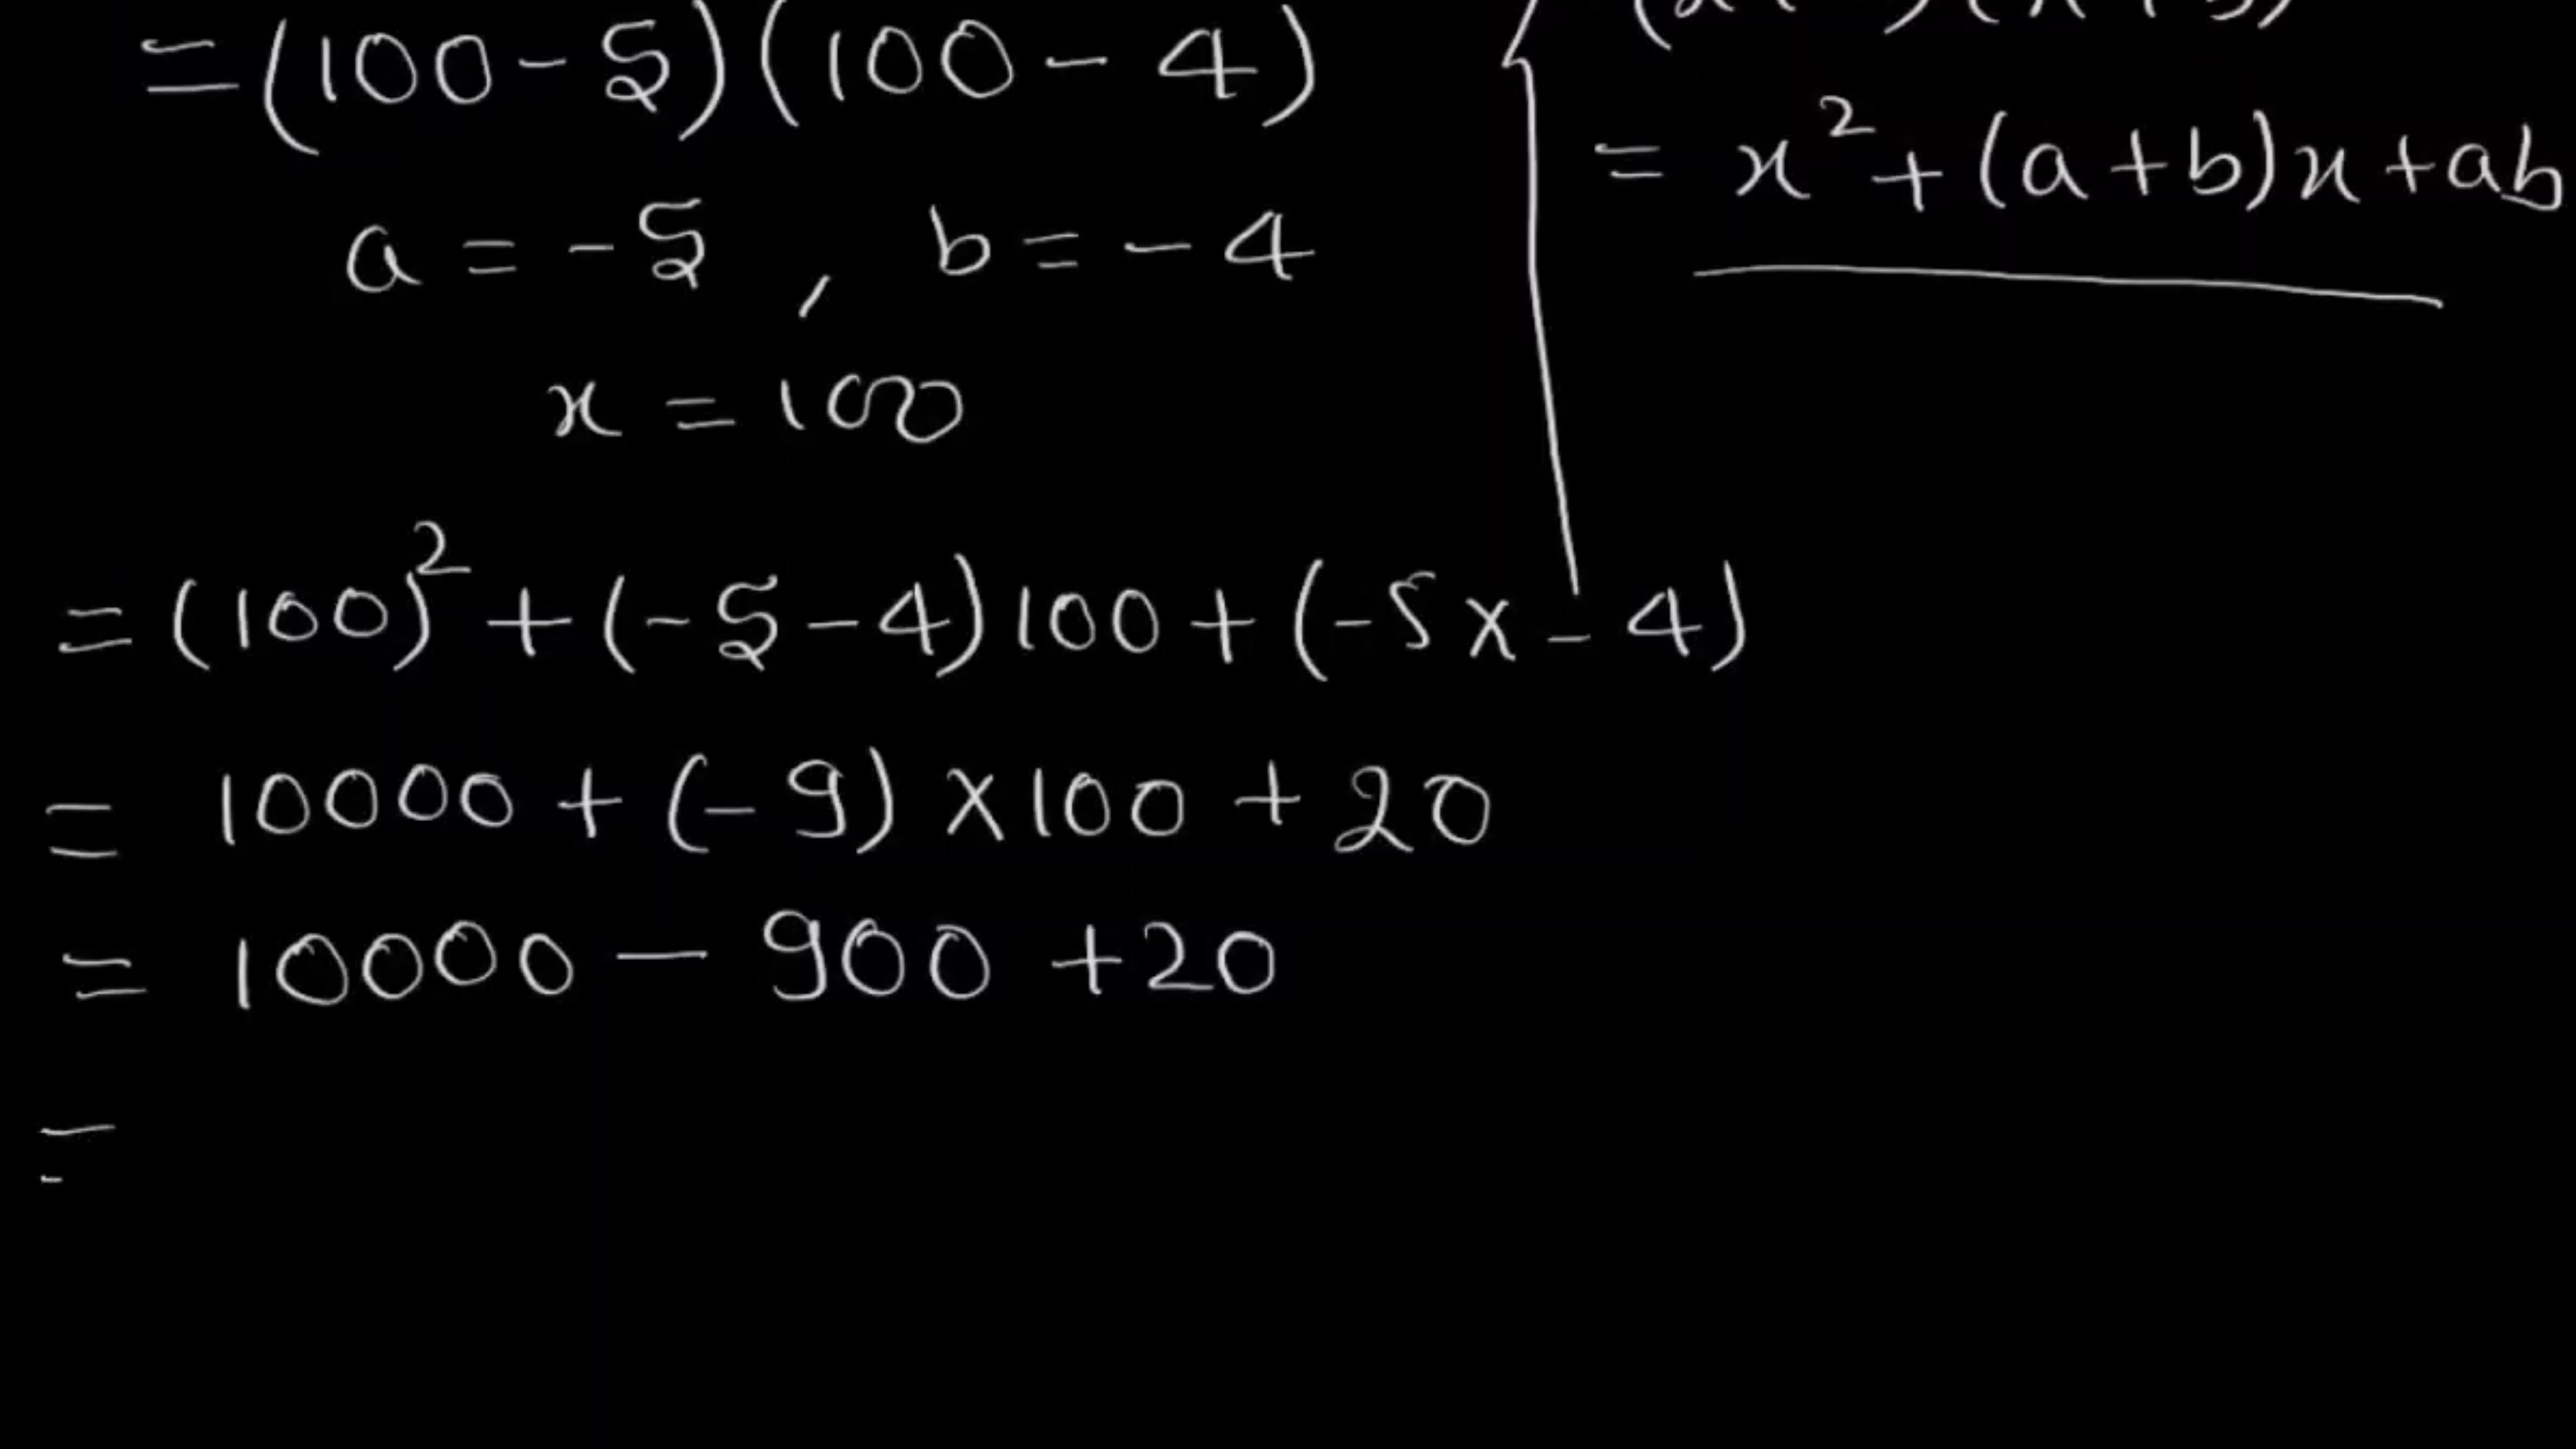 =(100-5)(100-4)
a=-5, b=-4
x=100
= x²+(a+b)x+ab
=(100)²+(-5-4)100+(-5x-4)
= 10000+(-9)×100+20
= 10000-900+20
=